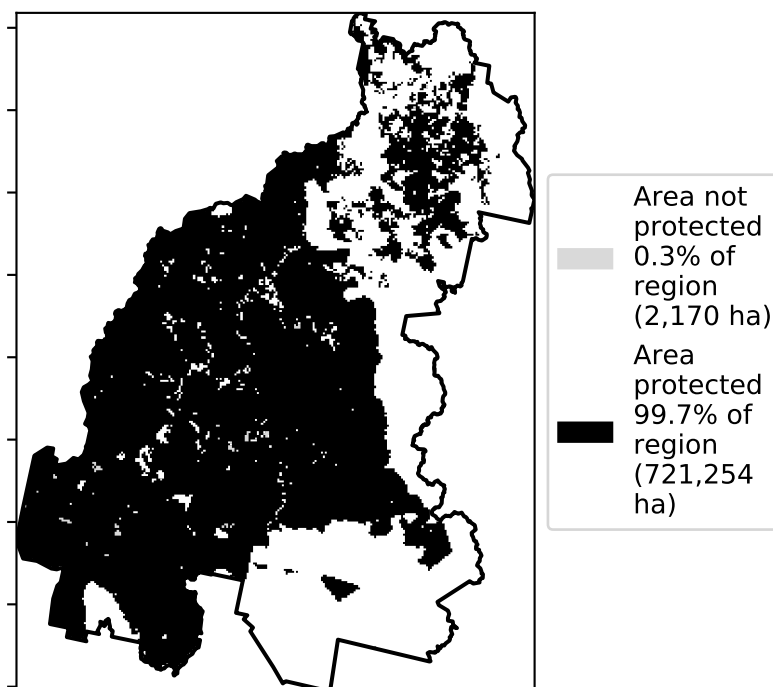 Area not
protected
0.3% of
region
(2,170 ha)
Area
protected
99.7% of
region
(721,254
ha)